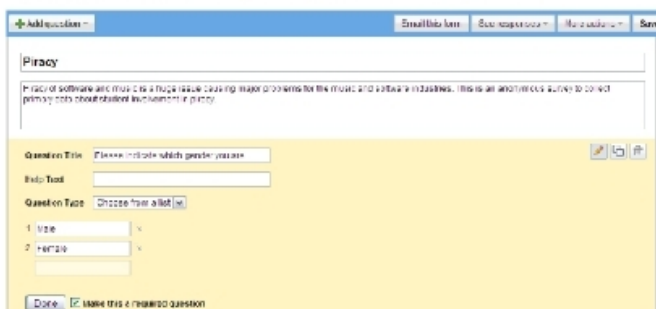 Add question
Email this form See responses More actions Save
Piracy
Piracy of software and music is a huge issue causing major problems for the music and software industries. This is an anonymous survey to collect
primary data about student involvement in piracy.
Question Title Please indicate which gender you are
Help Text
Question Type Choose from a list
1 Male
2 Female
Done Make this a required question